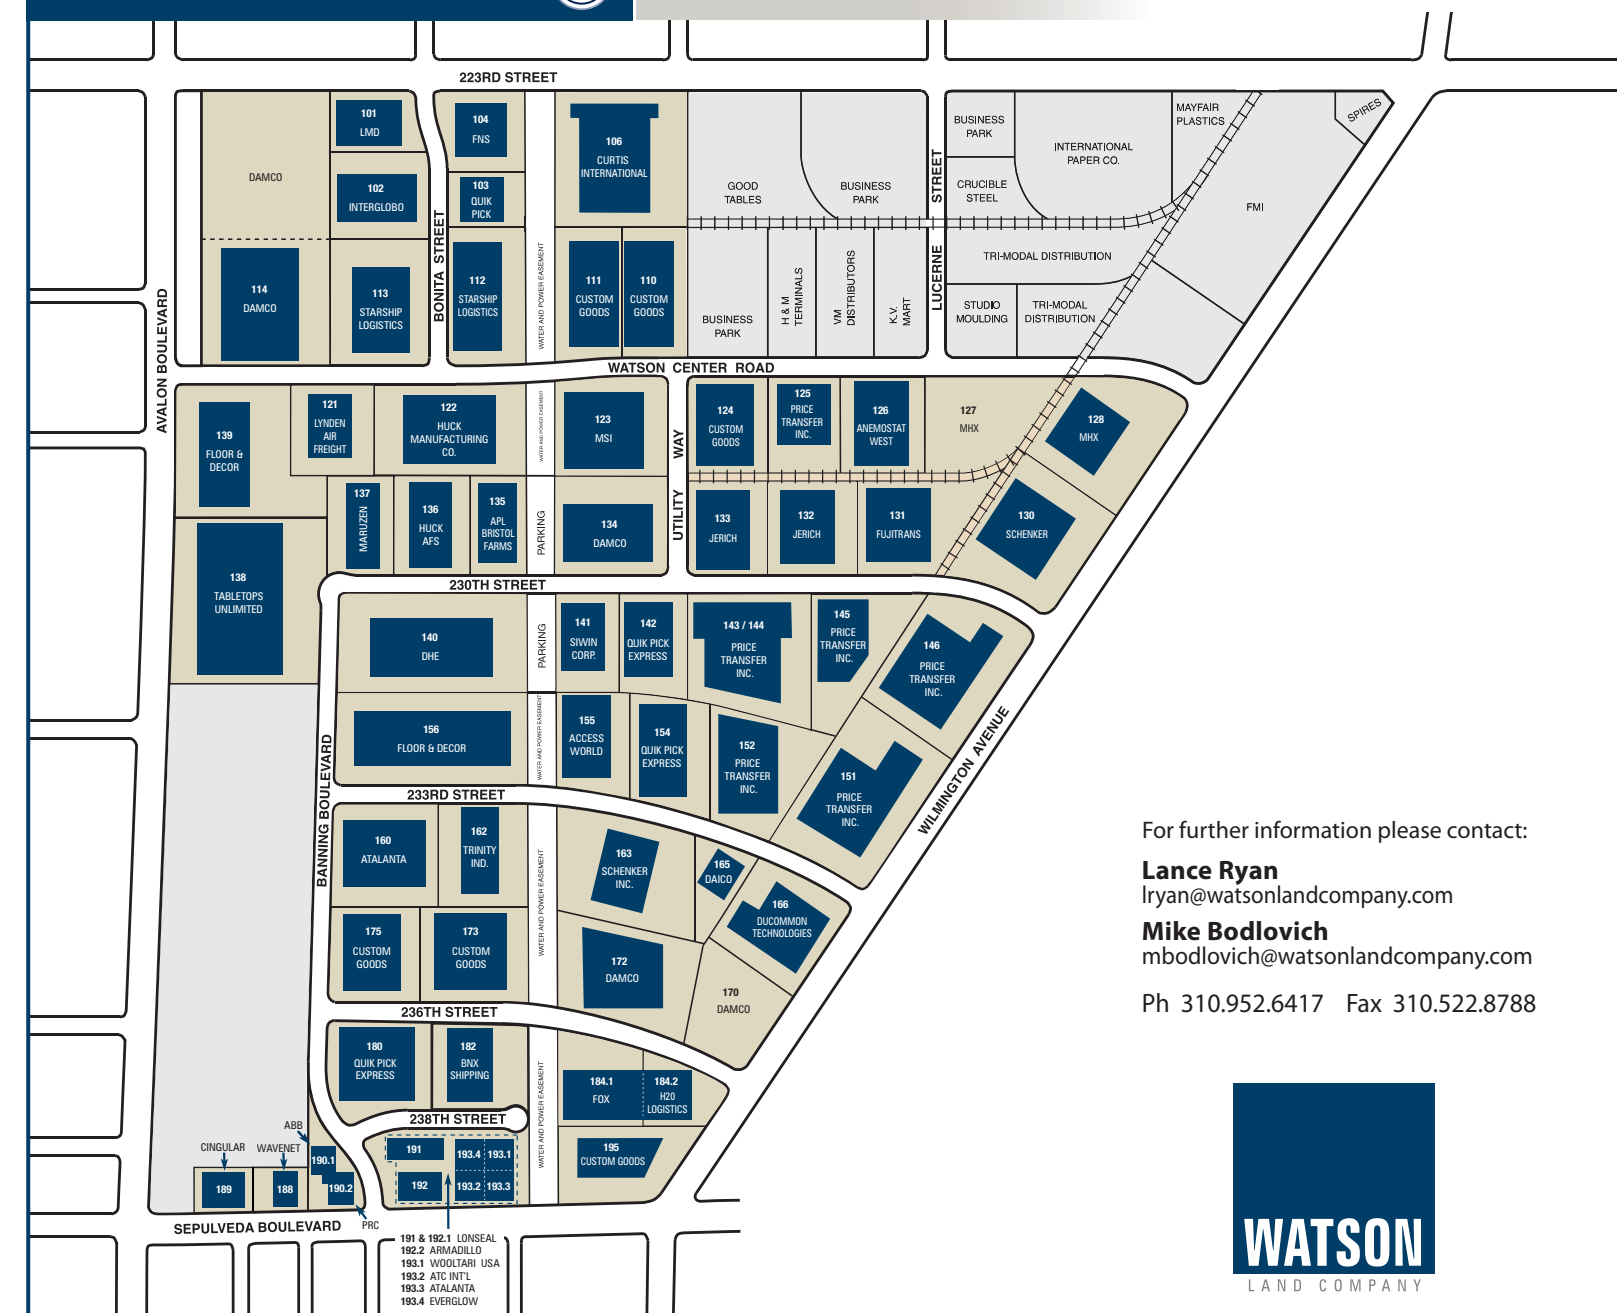 223RD STREET
101
LMD
104
FNS
106
CURTIS
INTERNATIONAL
DAMCO
102
INTERGLOBO
103
QUIK
PICK
BONITA STREET
WATER AND POWER EASEMENT
GOOD
TABLES
BUSINESS
PARK
LUCERNE STREET
BUSINESS
PARK
CRUCIBLE
STEEL
INTERNATIONAL
PAPER CO.
MAYFAIR
PLASTICS
SPIRES
FMI
TRI-MODAL DISTRIBUTION
STUDIO
MOULDING
TRI-MODAL
DISTRIBUTION
114
DAMCO
113
STARSHIP
LOGISTICS
112
STARSHIP
LOGISTICS
111
CUSTOM
GOODS
110
CUSTOM
GOODS
BUSINESS
PARK
H & M
TERMINALS
VM
DISTRIBUTORS
K.V.
MART
AVALON BOULEVARD
WATSON CENTER ROAD
139
FLOOR &
DECOR
121
LYNDEN
AIR
FREIGHT
122
HUCK
MANUFACTURING
CO.
WATER AND POWER EASEMENT
123
MSI
UTILITY WAY
124
CUSTOM
GOODS
125
PRICE
TRANSFER
INC.
126
ANEMOSTAT
WEST
127
MHX
128
MHX
137
MARUZEN
136
HUCK
AFS
135
APL
BRISTOL
FARMS
PARKING
134
DAMCO
133
JERICH
132
JERICH
131
FUJITRANS
130
SCHENKER
138
TABLETOPS
UNLIMITED
230TH STREET
140
DHE
PARKING
141
SIWIN
CORP.
142
QUIK PICK
EXPRESS
143 / 144
PRICE
TRANSFER
INC.
145
PRICE
TRANSFER
INC.
146
PRICE
TRANSFER
INC.
156
FLOOR & DECOR
WATER AND POWER EASEMENT
155
ACCESS
WORLD
154
QUIK PICK
EXPRESS
152
PRICE
TRANSFER
INC.
151
PRICE
TRANSFER
INC.
WILMINGTON AVENUE
BANNING BOULEVARD
233RD STREET
160
ATALANTA
162
TRINITY
IND.
WATER AND POWER EASEMENT
163
SCHENKER
INC.
165
DAICO
166
DUCOMMON
TECHNOLOGIES
175
CUSTOM
GOODS
173
CUSTOM
GOODS
172
DAMCO
170
DAMCO
236TH STREET
180
QUIK PICK
EXPRESS
182
BNX
SHIPPING
WATER AND POWER EASEMENT
184.1
FOX
184.2
H20
LOGISTICS
238TH STREET
195
CUSTOM GOODS
ABB
CINGULAR
WAVENET
190.1
190.2
189
188
191
192
193.4
193.1
193.2
193.3
PRC
SEPULVEDA BOULEVARD
191 & 192.1 LONSEAL
192.2 ARMADILLO
193.1 WOOLTARI USA
193.2 ATC INT'L
193.3 ATALANTA
193.4 EVERGLOW
For further information please contact:
Lance Ryan
lryan@watsonlandcompany.com
Mike Bodlovich
mbodlovich@watsonlandcompany.com
Ph 310.952.6417 Fax 310.522.8788
WATSON
LAND COMPANY